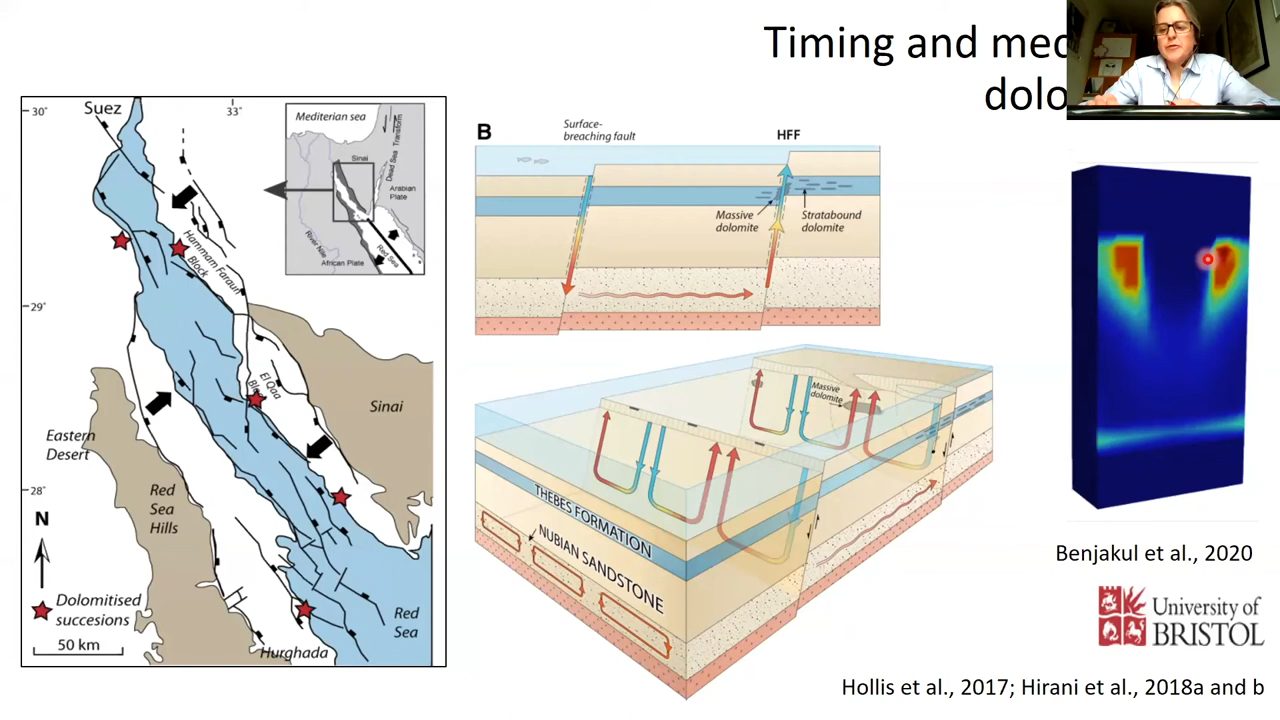 Timing and
Suez
30°
33°
Mediterian sea
Dead Sea Transform
Sinai
Arabian
Plate
River Nile
Red Sea
African Plate
Hammam Faraun
Block
29°
El Qaa
Block
Sinai
Eastern
Desert
28°
Red
Sea
Hills
N
Dolomitised
succesions
50 km
Red
Sea
Hurghada
B
Surface-
breaching fault
HFF
Massive
dolomite
Stratabound
dolomite
Massive
dolomite
THEBES FORMATION
NUBIAN SANDSTONE
Benjakul et al., 2020
University of
BRISTOL
Hollis et al., 2017; Hirani et al., 2018a and b